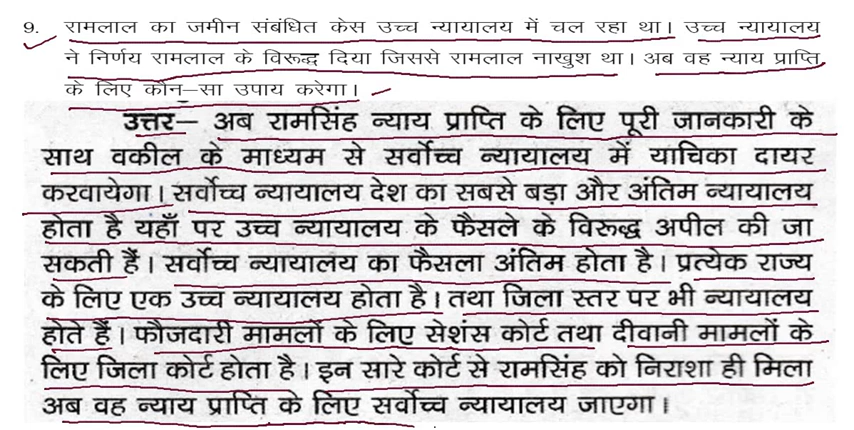 9. रामलाल का जमीन संबंधित केस उच्च न्यायालय में चल रहा था। उच्च न्यायालय
ने निर्णय रामलाल के विरूद्ध दिया जिससे रामलाल नाखुश था। अब वह न्याय प्राप्ति
के लिए कौन–सा उपाय करेगा।
उत्तर– अब रामसिंह न्याय प्राप्ति के लिए पूरी जानकारी के
साथ वकील के माध्यम से सर्वोच्च न्यायालय में याचिका दायर
करवायेगा। सर्वोच्च न्यायालय देश का सबसे बड़ा और अंतिम न्यायालय
होता है यहाँ पर उच्च न्यायालय के फैसले के विरूद्ध अपील की जा
सकती हैं। सर्वोच्च न्यायालय का फैसला अंतिम होता है। प्रत्येक राज्य
के लिए एक उच्च न्यायालय होता है। तथा जिला स्तर पर भी न्यायालय
होते हैं। फौजदारी मामलों के लिए सेशंस कोर्ट तथा दीवानी मामलों के
लिए जिला कोर्ट होता है। इन सारे कोर्ट से रामसिंह को निराशा ही मिला
अब वह न्याय प्राप्ति के लिए सर्वोच्च न्यायालय जाएगा।